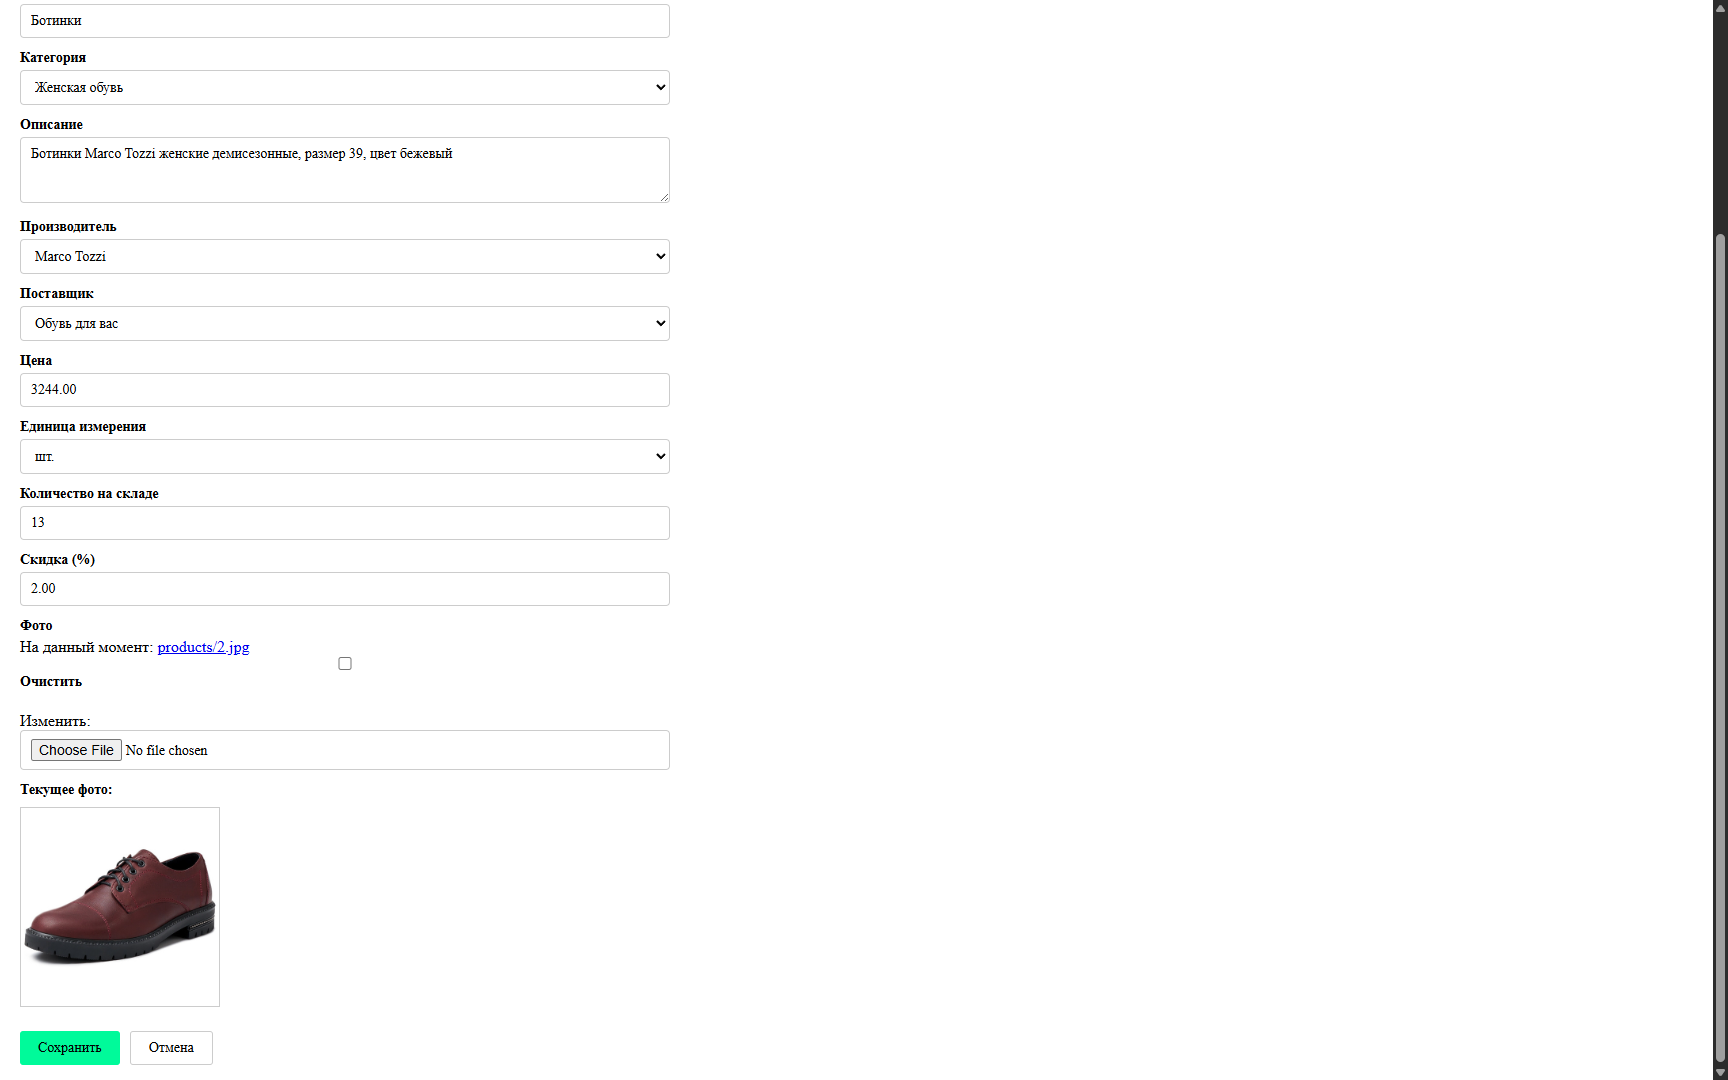 Ботинки
Категория
Женская обувь
Описание
Ботинки Marco Tozzi женские демисезонные, размер 39, цвет бежевый
Производитель
Marco Tozzi
Поставщик
Обувь для вас
Цена
3244.00
Единица измерения
шт.
Количество на складе
13
Скидка (%)
2.00
Фото
На данный момент: products/2.jpg
Очистить
Изменить:
Choose File No file chosen
Текущее фото:
Сохранить Отмена